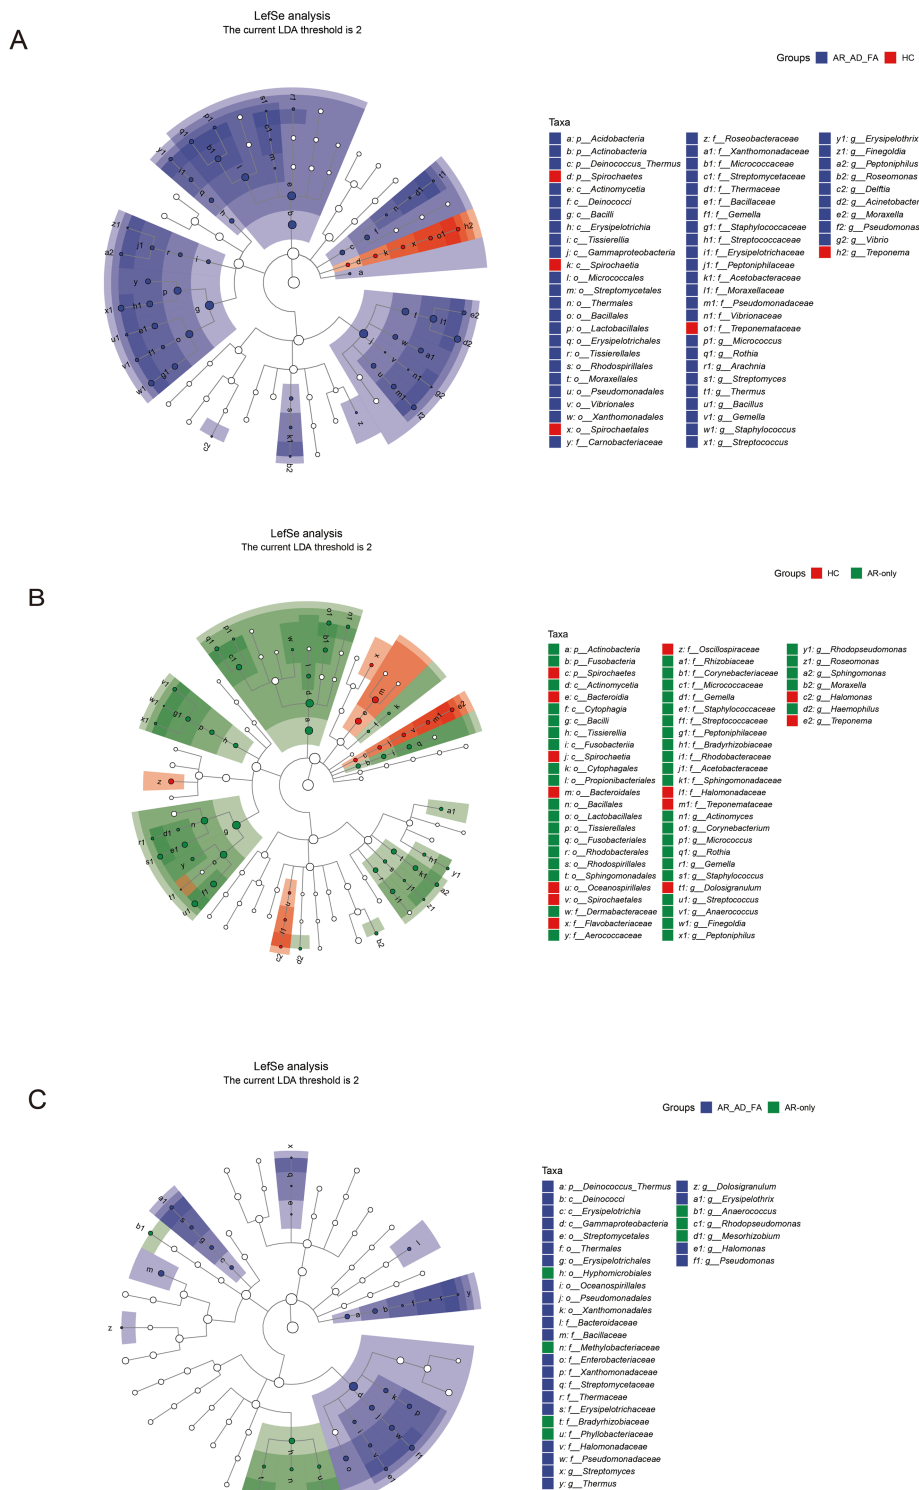 LefSe analysis
The current LDA threshold is 2
A
Groups AR_AD_FA HC
Taxa
a: p__Acidobacteria
b: p__Actinobacteria
c: p__Deinococcus_Thermus
d: p__Spirochaetes
e: c__Actinomycetia
f: c__Deinococci
g: c__Bacilli
h: c__Erysipelotrichia
i: c__Tissierellia
j: c__Gammaproteobacteria
k: c__Spirochaetia
l: o__Micrococcales
m: o__Streptomycetales
n: o__Thermales
o: o__Bacillales
p: o__Lactobacillales
q: o__Erysipelotrichales
r: o__Tissierellales
s: o__Rhodospirillales
t: o__Moraxellales
u: o__Pseudomonadales
v: o__Vibrionales
w: o__Xanthomonadales
x: o__Spirochaetales
y: f__Carnobacteriaceae
z: f__Roseobacteraceae
a1: f__Xanthomonadaceae
b1: f__Micrococcaceae
c1: f__Streptomycetaceae
d1: f__Thermaceae
e1: f__Bacillaceae
f1: f__Gemella
g1: f__Staphylococcaceae
h1: f__Streptococcaceae
i1: f__Erysipelotrichaceae
j1: f__Peptoniphilaceae
k1: f__Acetobacteraceae
l1: f__Moraxellaceae
m1: f__Pseudomonadaceae
n1: f__Vibrionaceae
o1: f__Treponemataceae
p1: g__Micrococcus
q1: g__Rothia
r1: g__Arachnia
s1: g__Streptomyces
t1: g__Thermus
u1: g__Bacillus
v1: g__Gemella
w1: g__Staphylococcus
x1: g__Streptococcus
y1: g__Erysipelothrix
z1: g__Finegoldia
a2: g__Peptoniphilus
b2: g__Roseomonas
c2: g__Delftia
d2: g__Acinetobacter
e2: g__Moraxella
f2: g__Pseudomonas
g2: g__Vibrio
h2: g__Treponema
LefSe analysis
The current LDA threshold is 2
B
Groups HC AR-only
Taxa
a: p__Actinobacteria
b: p__Fusobacteria
c: p__Spirochaetes
d: c__Actinomycetia
e: c__Bacteroidia
f: c__Cytophagia
g: c__Bacilli
h: c__Tissierellia
i: c__Fusobacteriia
j: c__Spirochaetia
k: o__Cytophagales
l: o__Propionibacteriales
m: o__Bacteroidales
n: o__Bacillales
o: o__Lactobacillales
p: o__Tissierellales
q: o__Fusobacteriales
r: o__Rhodobacterales
s: o__Rhodospirillales
t: o__Sphingomonadales
u: o__Oceanospirillales
v: o__Spirochaetales
w: f__Dermabacteraceae
x: f__Flavobacteriaceae
y: f__Aerococcaceae
z: f__Oscillospiraceae
a1: f__Rhizobiaceae
b1: f__Corynebacteriaceae
c1: f__Micrococcaceae
d1: f__Gemella
e1: f__Staphylococcaceae
f1: f__Streptococcaceae
g1: f__Peptoniphilaceae
h1: f__Bradyrhizobiaceae
i1: f__Rhodobacteraceae
j1: f__Acetobacteraceae
k1: f__Sphingomonadaceae
l1: f__Halomonadaceae
m1: f__Treponemataceae
n1: g__Actinomyces
o1: g__Corynebacterium
p1: g__Micrococcus
q1: g__Rothia
r1: g__Gemella
s1: g__Staphylococcus
t1: g__Dolosigranulum
u1: g__Streptococcus
v1: g__Anaerococcus
w1: g__Finegoldia
x1: g__Peptoniphilus
y1: g__Rhodopseudomonas
z1: g__Roseomonas
a2: g__Sphingomonas
b2: g__Moraxella
c2: g__Halomonas
d2: g__Haemophilus
e2: g__Treponema
LefSe analysis
The current LDA threshold is 2
C
Groups AR_AD_FA AR-only
Taxa
a: p__Deinococcus_Thermus
b: c__Deinococci
c: c__Erysipelotrichia
d: c__Gammaproteobacteria
e: o__Streptomycetales
f: o__Thermales
g: o__Erysipelotrichales
h: o__Hyphomicrobiales
i: o__Oceanospirillales
j: o__Pseudomonadales
k: o__Xanthomonadales
l: f__Bacteroidaceae
m: f__Bacillaceae
n: f__Methylobacteriaceae
o: f__Enterobacteriaceae
p: f__Xanthomonadaceae
q: f__Streptomycetaceae
r: f__Thermaceae
s: f__Erysipelotrichaceae
t: f__Bradyrhizobiaceae
u: f__Phyllobacteriaceae
v: f__Halomonadaceae
w: f__Pseudomonadaceae
x: g__Streptomyces
y: g__Thermus
z: g__Dolosigranulum
a1: g__Erysipelothrix
b1: g__Anaerococcus
c1: g__Rhodopseudomonas
d1: g__Mesorhizobium
e1: g__Halomonas
f1: g__Pseudomonas